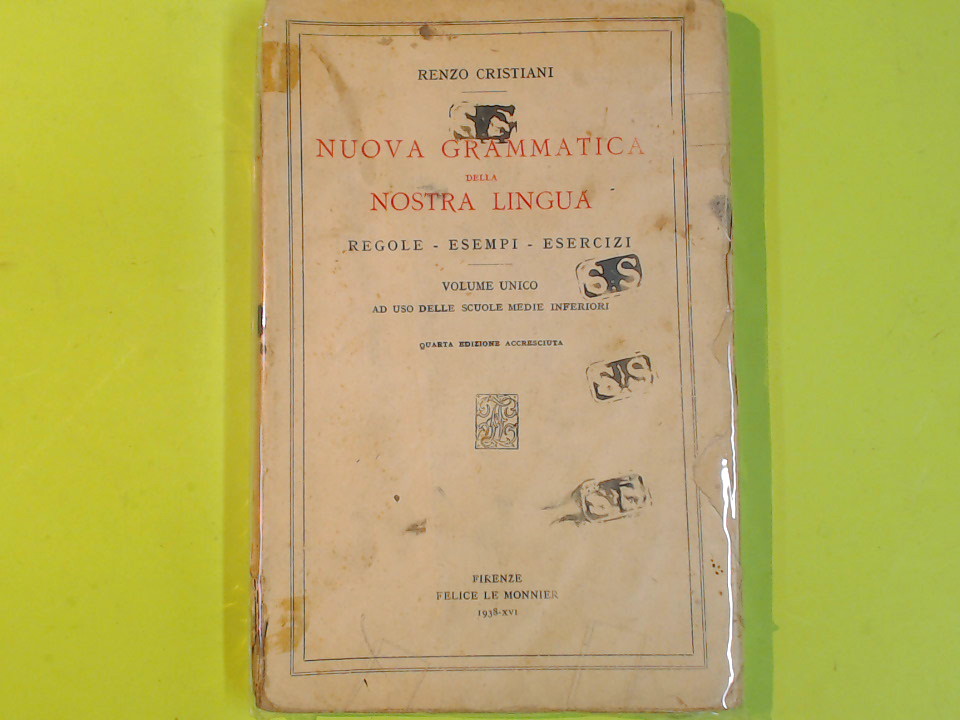 RENZO CRISTIANI
NUOVA GRAMMATICA
DELLA
NOSTRA LINGUA
REGOLE - ESEMPI - ESERCIZI
VOLUME UNICO
AD USO DELLE SCUOLE MEDIE INFERIORI
QUARTA EDIZIONE ACCRESCIUTA
S.S
S.S
FIRENZE
FELICE LE MONNIER
1938-XVI